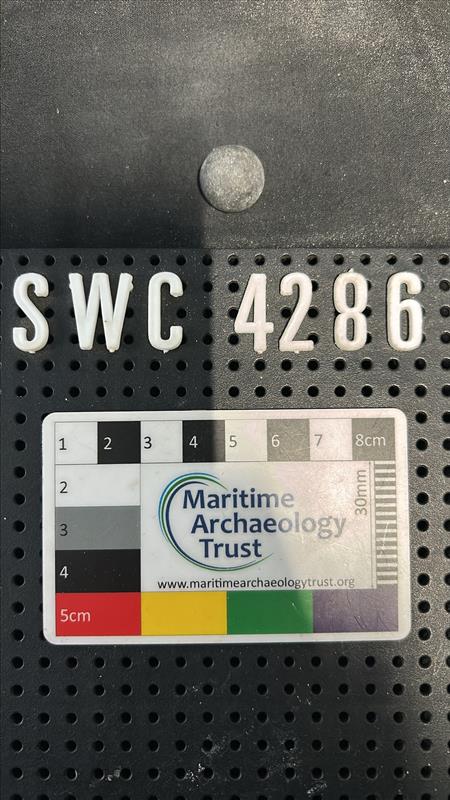 SWC 4286
1 2 3 4 5 6 7 8cm
2
3
4
5cm
30mm
Maritime
Archaeology
Trust
www.maritimearchaeologytrust.org